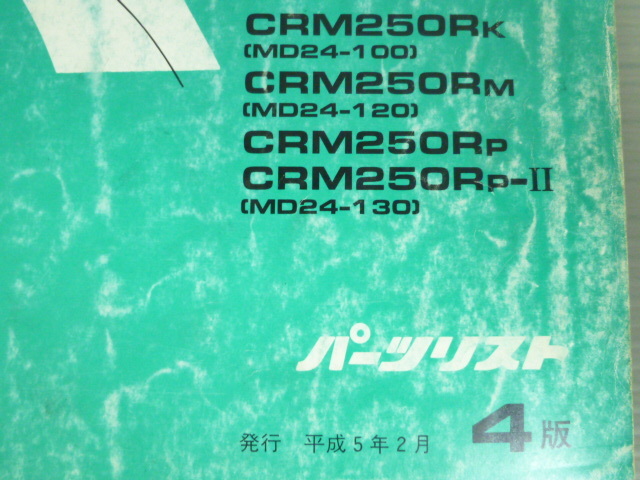 CRM250RK
(MD24-100)
CRM250RM
(MD24-120)
CRM250RP
CRM250RP-II
(MD24-130)
パーツリスト
発行 平成5年2月 4版